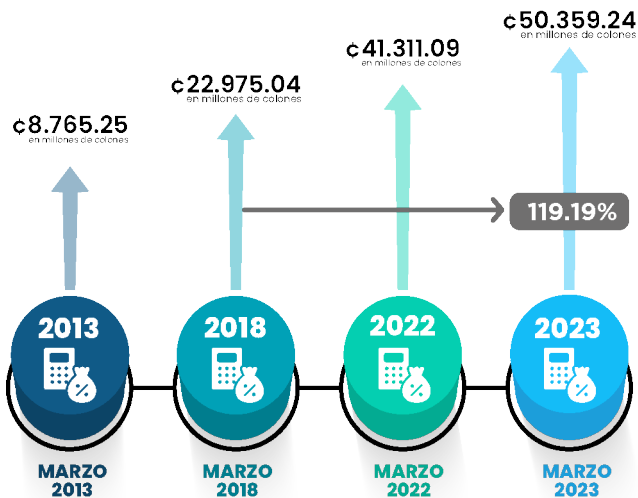 ₡8.765.25
en millones de colones
₡22.975.04
en millones de colones
₡41.311.09
en millones de colones
₡50.359.24
en millones de colones
119.19%
2013
2018
2022
2023
MARZO
2013
MARZO
2018
MARZO
2022
MARZO
2023